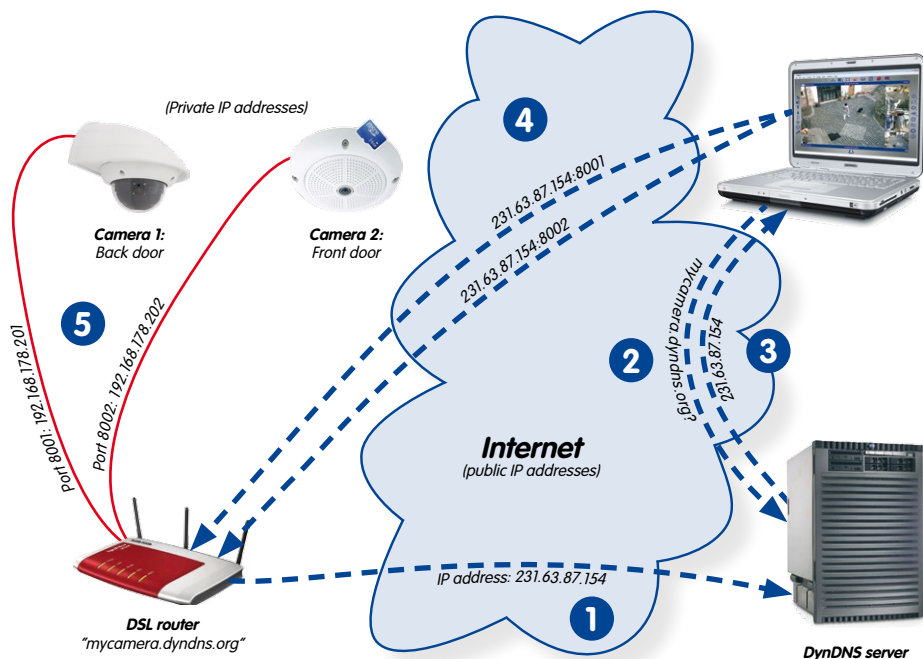 (Private IP addresses)
Camera 1:
Back door
Camera 2:
Front door
4
231.63.87.154:8001
231.63.87.154:8002
5
Port 8001: 192.168.178.201
Port 8002: 192.168.178.202
2
mycamera.dyndns.org?
231.63.87.154
3
Internet
(public IP addresses)
IP address: 231.63.87.154
1
DSL router
"mycamera.dyndns.org"
DynDNS server